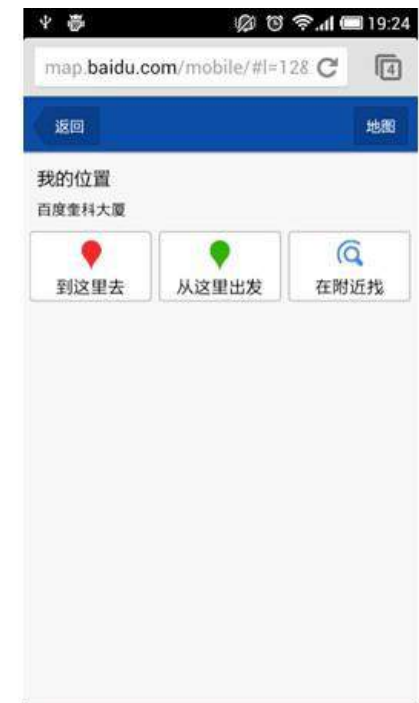 19:24
map.baidu.com/mobile/#l=128
4
返回
地图
我的位置
百度奎科大厦
到这里去
从这里出发
在附近找